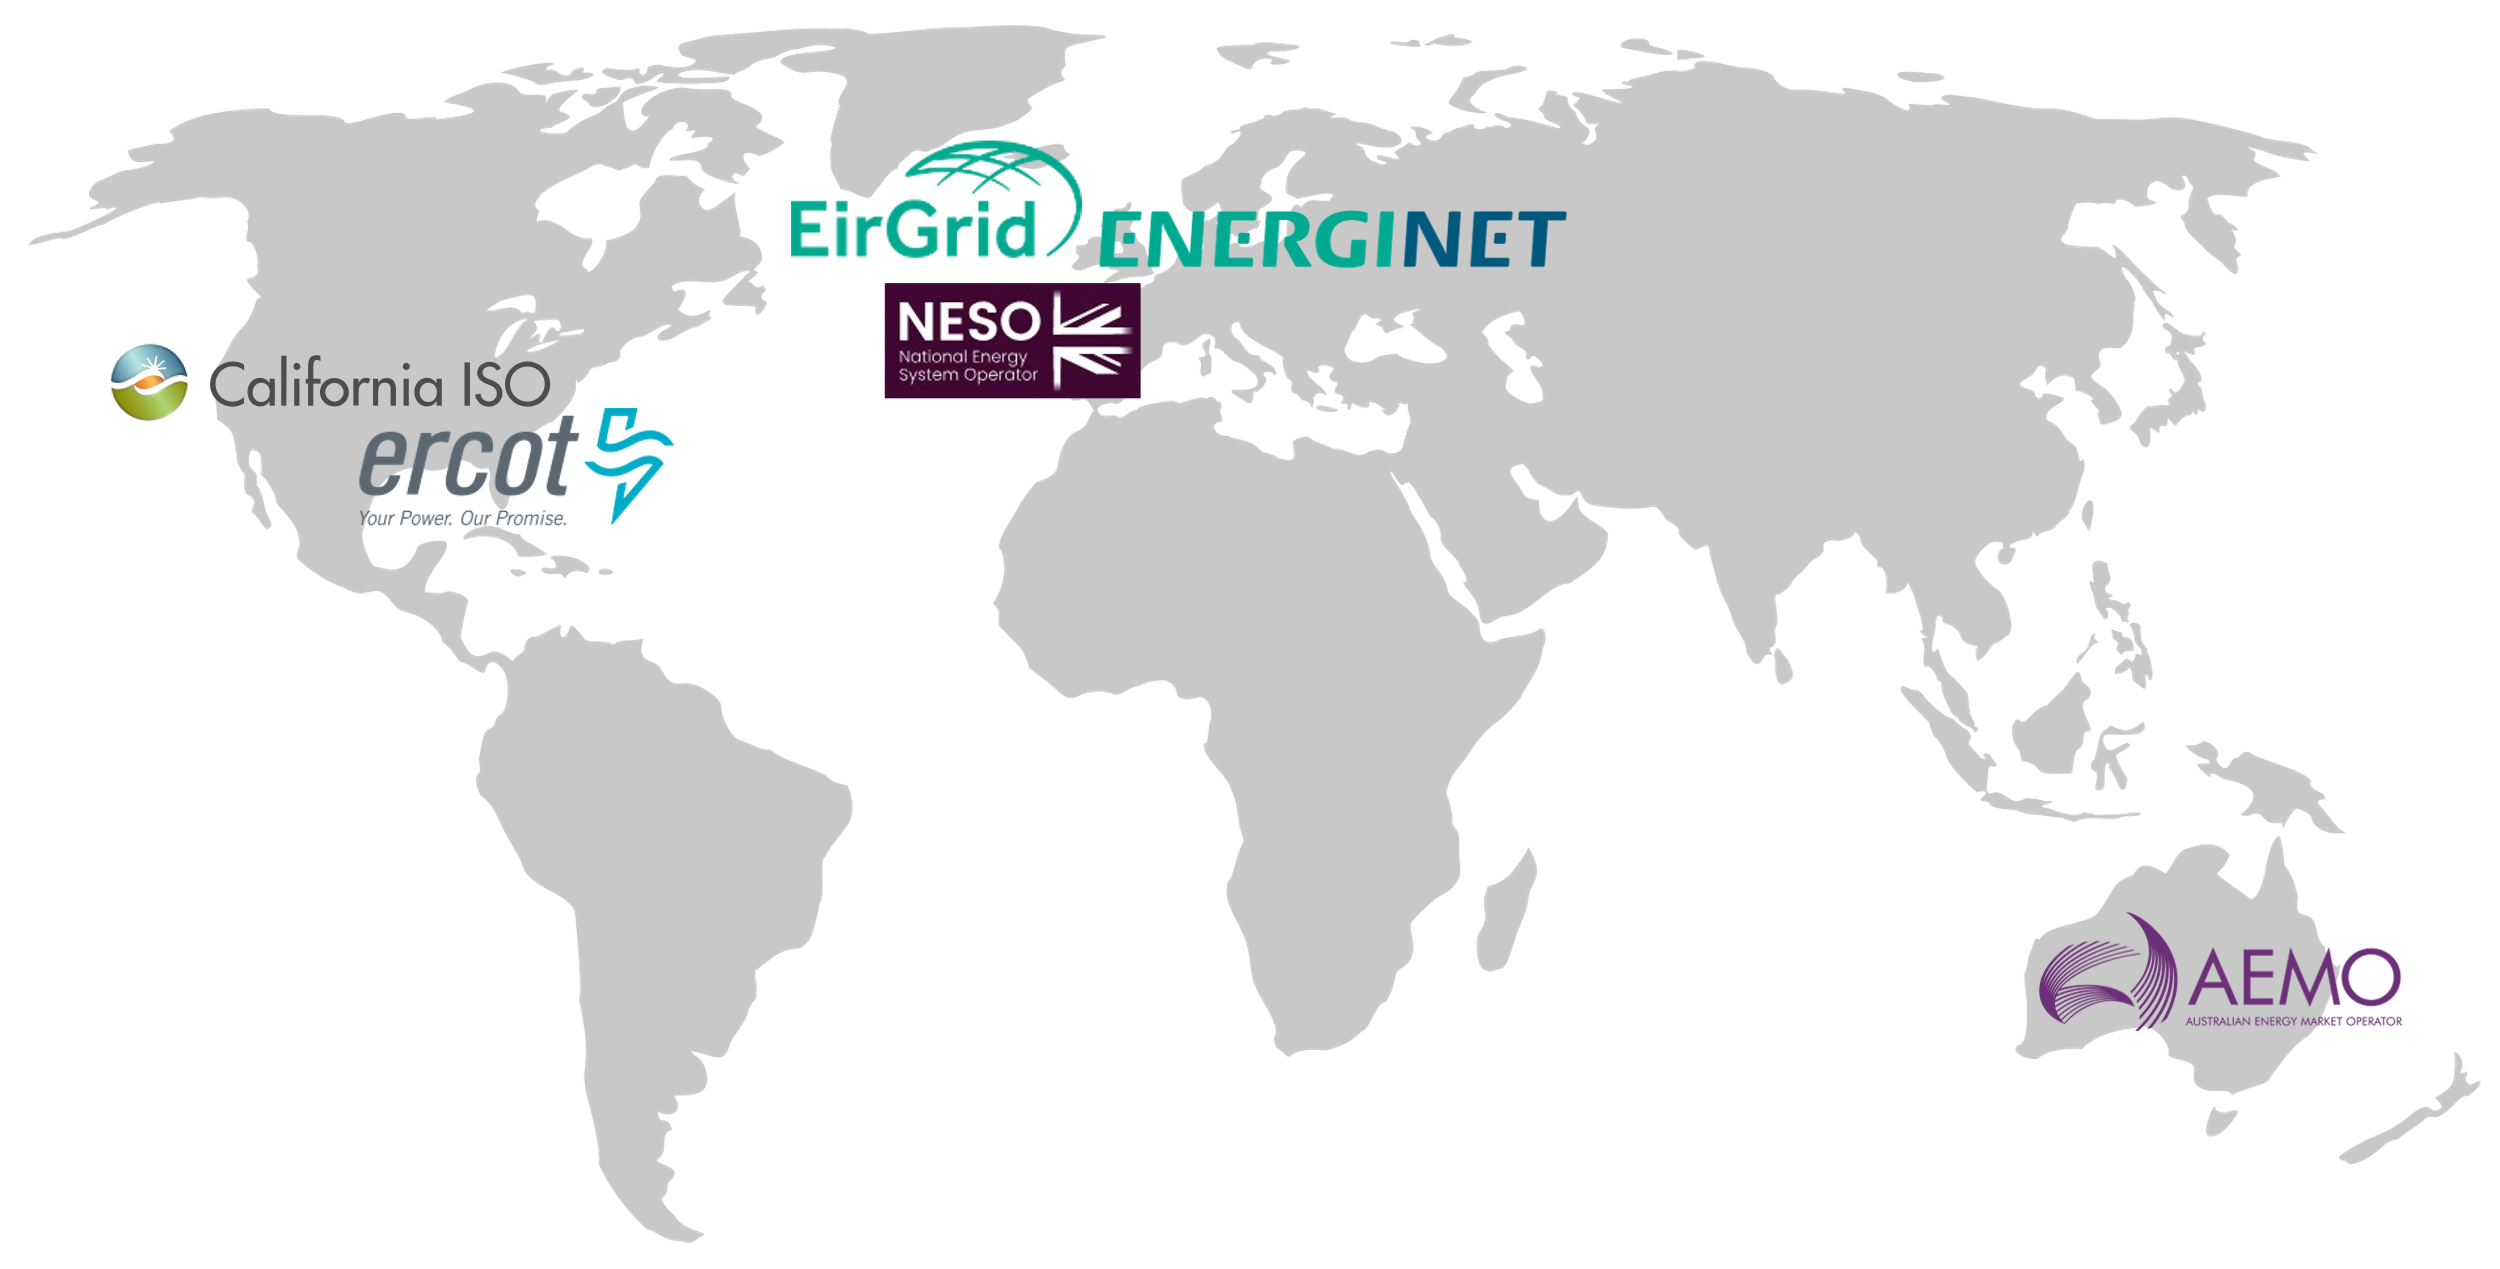 EirGrid
ENERGINET
NESO
National Energy
System Operator
California ISO
ercot
Your Power. Our Promise.
AEMO
AUSTRALIAN ENERGY MARKET OPERATOR